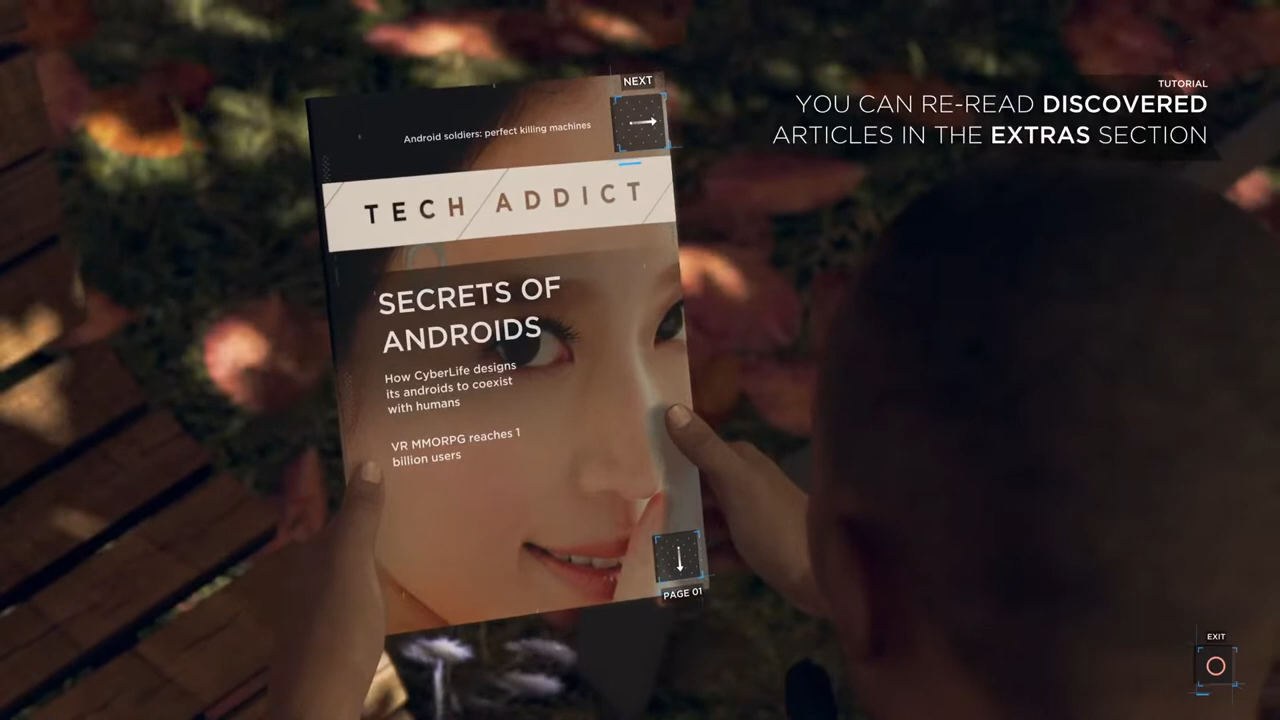 NEXT
Android soldiers: perfect killing machines
TECH ADDICT
SECRETS OF
ANDROIDS
How CyberLife designs
its androids to coexist
with humans
VR MMORPG reaches 1
billion users
PAGE 01
TUTORIAL
YOU CAN RE-READ DISCOVERED
ARTICLES IN THE EXTRAS SECTION
EXIT